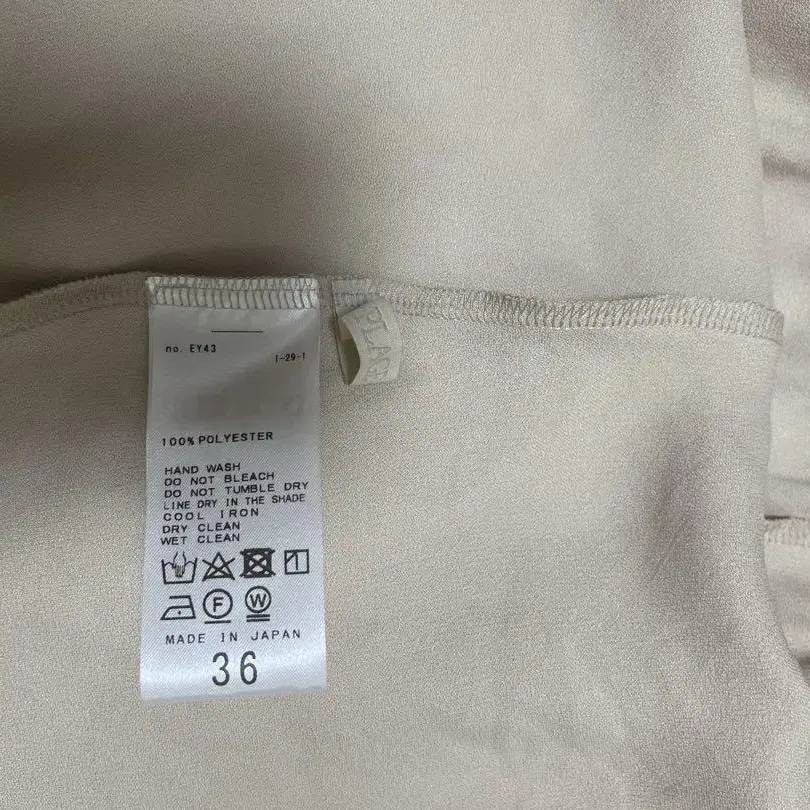 no. EY43
1-29-1
100% POLYESTER
HAND WASH
DO NOT BLEACH
DO NOT TUMBLE DRY
LINE DRY IN THE SHADE
COOL IRON
DRY CLEAN
WET CLEAN
F
W
MADE IN JAPAN
36